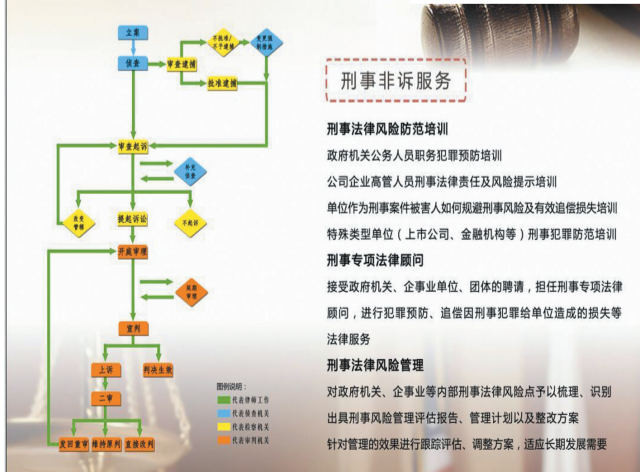 立案
侦查
审查逮捕
不批准/
不予逮捕
变更强
制措施
批准逮捕
审查起诉
补充
侦查
改变
管辖
提起诉讼
不起诉
开庭审理
延期
审理
宣判
上诉
判决生效
二审
发回重审
维持原判
直接改判
图例说明：
代表律师工作
代表侦查机关
代表检察机关
代表审判机关
刑事非诉服务
刑事法律风险防范培训
政府机关公务人员职务犯罪预防培训
公司企业高管人员刑事法律责任及风险提示培训
单位作为刑事案件被害人如何规避刑事风险及有效追偿损失培训
特殊类型单位（上市公司、金融机构等）刑事犯罪防范培训
刑事专项法律顾问
接受政府机关、企事业单位、团体的聘请，担任刑事专项法律
顾问，进行犯罪预防、追偿因刑事犯罪给单位造成的损失等
法律服务
刑事法律风险管理
对政府机关、企事业等内部刑事法律风险点予以梳理、识别
出具刑事风险管理评估报告、管理计划以及整改方案
针对管理的效果进行跟踪评估、调整方案，适应长期发展需要